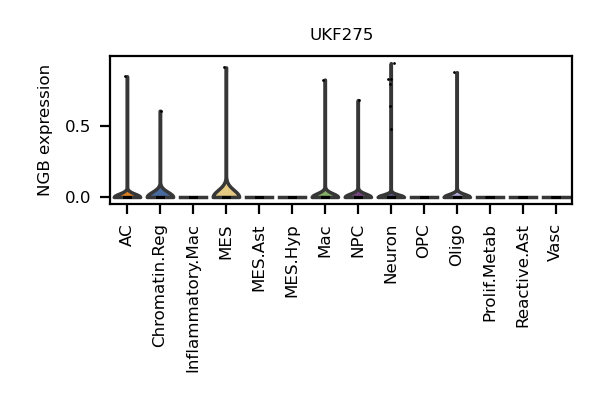 UKF275
NGB expression
0.5
0.0
AC
Chromatin.Reg
Inflammatory.Mac
MES
MES.Ast
MES.Hyp
Mac
NPC
Neuron
OPC
Oligo
Prolif.Metab
Reactive.Ast
Vasc